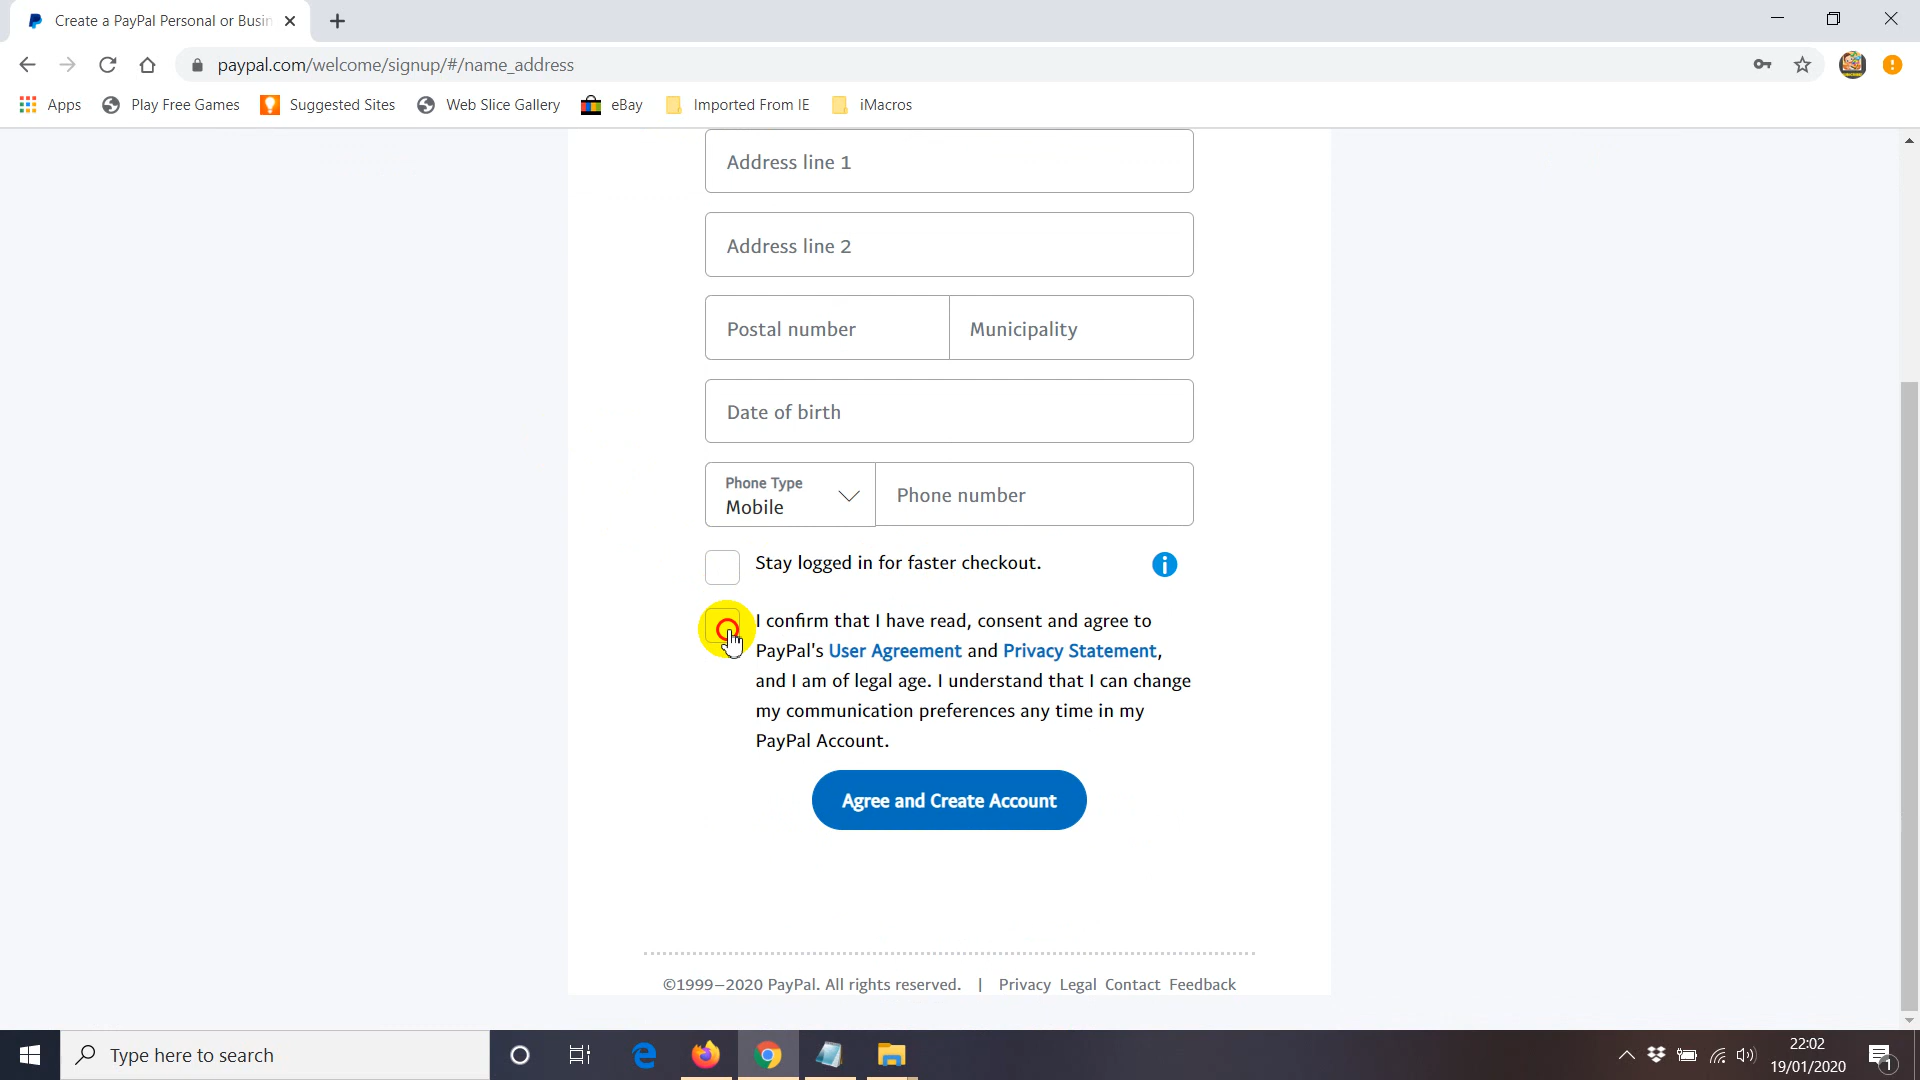 Create a PayPal Personal or Busin
paypal.com/welcome/signup/#/name_address
Apps Play Free Games Suggested Sites Web Slice Gallery eBay Imported From IE iMacros
Address line 1
Address line 2
Postal number Municipality
Date of birth
Phone Type
Mobile
Phone number
Stay logged in for faster checkout.
I confirm that I have read, consent and agree to
PayPal's User Agreement and Privacy Statement,
and I am of legal age. I understand that I can change
my communication preferences any time in my
PayPal Account.
Agree and Create Account
©1999–2020 PayPal. All rights reserved. | Privacy Legal Contact Feedback
Type here to search
22:02
19/01/2020
1